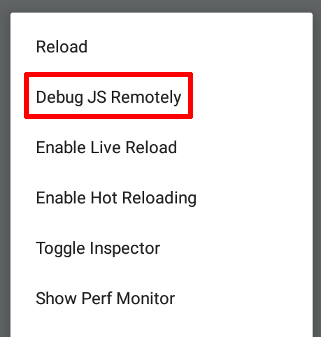 Reload
Debug JS Remotely
Enable Live Reload
Enable Hot Reloading
Toggle Inspector
Show Perf Monitor